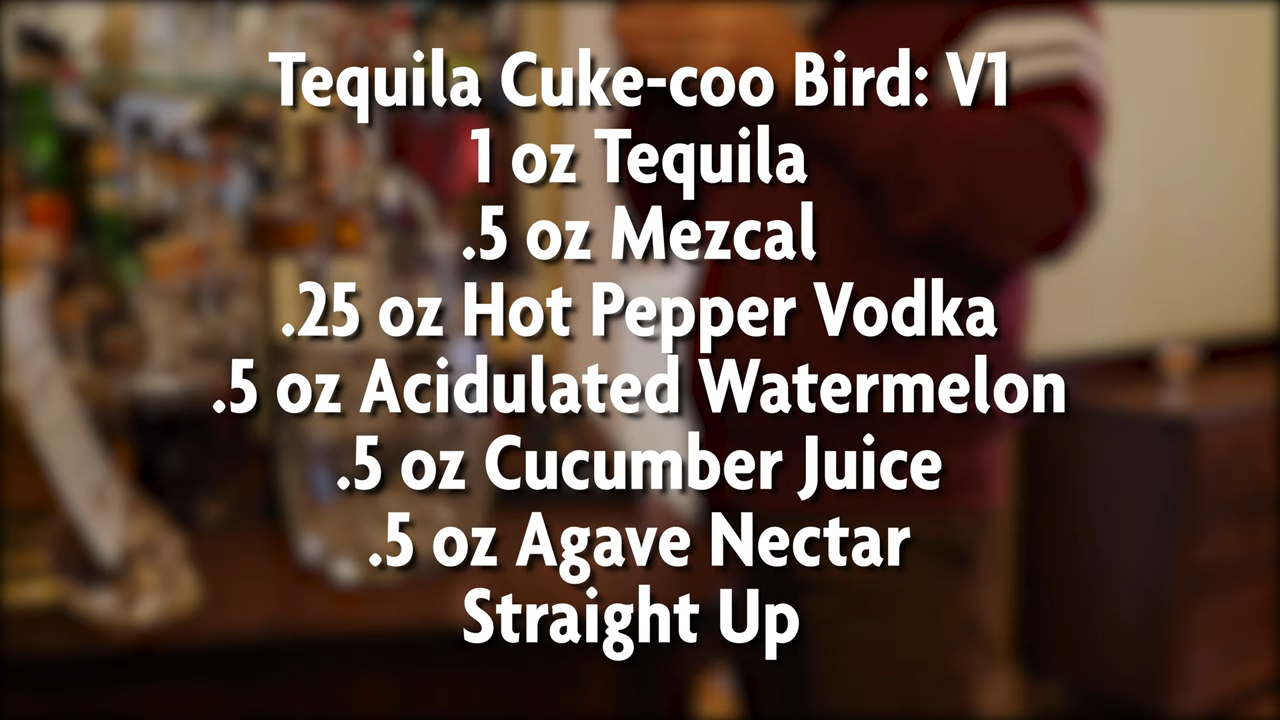 Tequila Cuke-coo Bird: V1
1 oz Tequila
.5 oz Mezcal
.25 oz Hot Pepper Vodka
.5 oz Acidulated Watermelon
.5 oz Cucumber Juice
.5 oz Agave Nectar
Straight Up